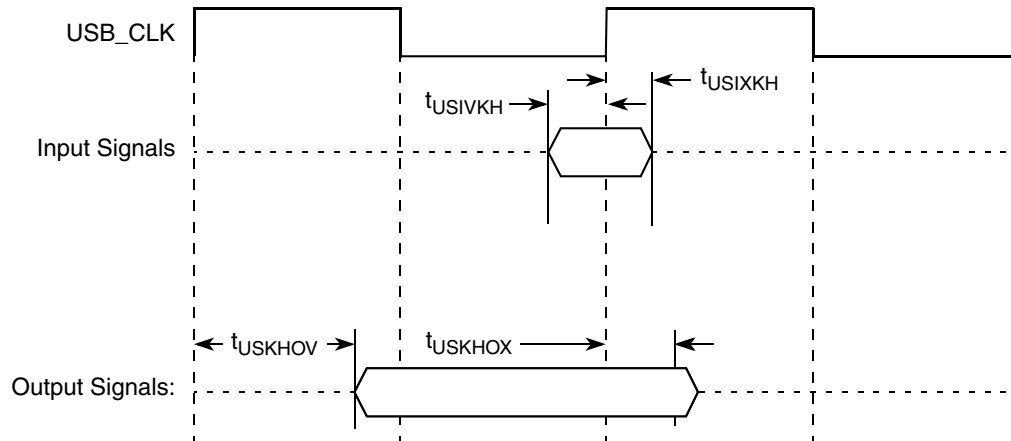 USB_CLK
tUSIXKH
tUSIVKH
Input Signals
tUSKHOV
tUSKHOX
Output Signals: